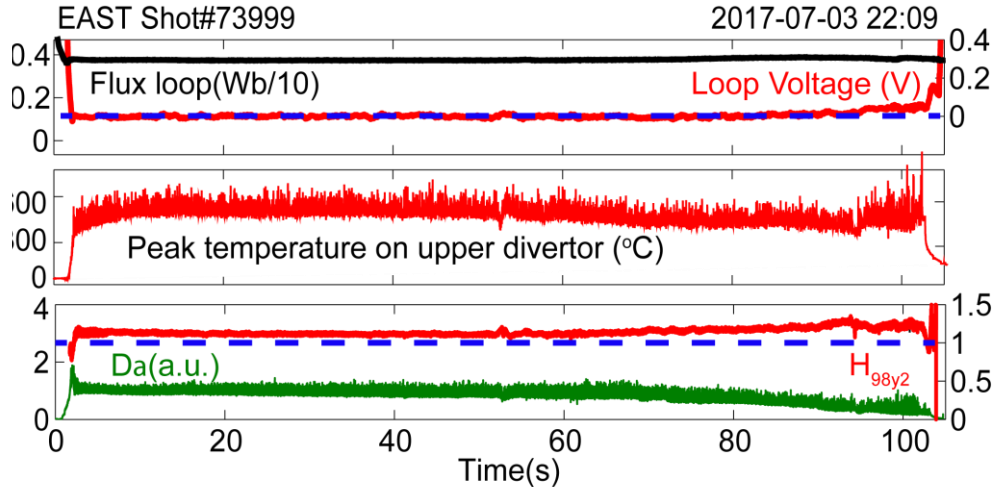 EAST Shot#73999 2017-07-03 22:09
0.4 0.4
Flux loop(Wb/10) Loop Voltage (V)
0.2 0.2
0 0
600
300
Peak temperature on upper divertor (°C)
0
4 1.5
2 1
Da(a.u.) H98y2
0.5
0 0
0 20 40 60 80 100
Time(s)